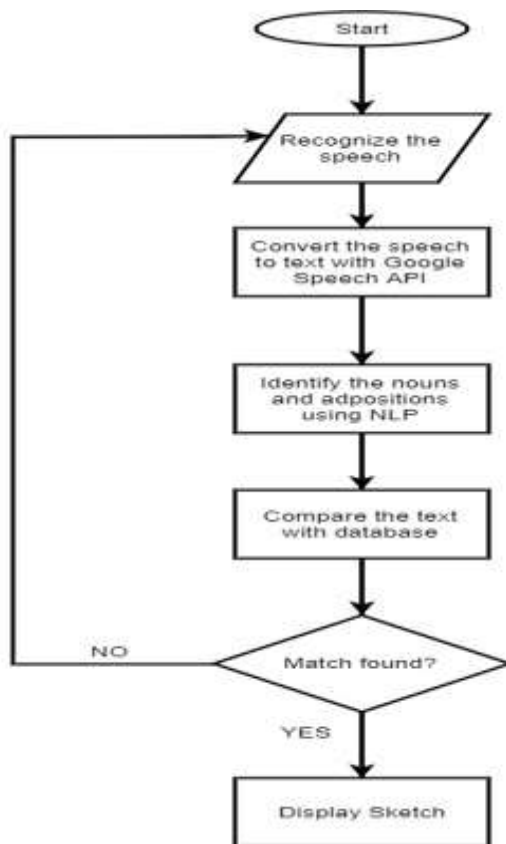 Start
Recognize the
speech
Convert the speech
to text with Google
Speech API
Identify the nouns
and adpositions
using NLP
Compare the text
with database
Match found?
NO
YES
Display Sketch